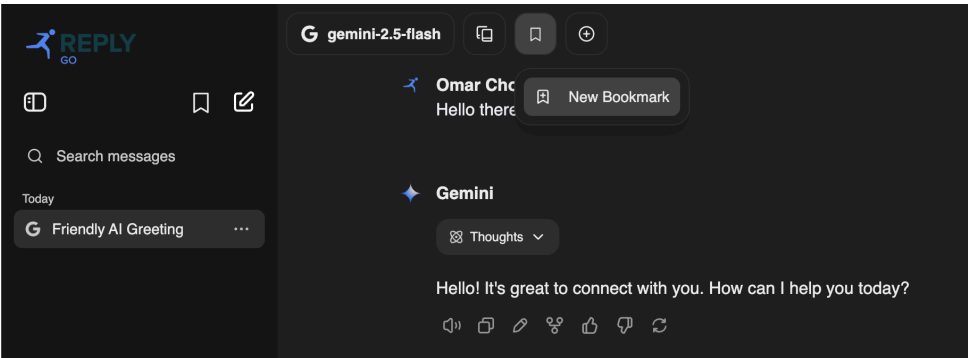 REPLY
GO
Search messages
Today
Friendly AI Greeting
gemini-2.5-flash
New Bookmark
Omar
Hello there
Gemini
Thoughts
Hello! It's great to connect with you. How can I help you today?